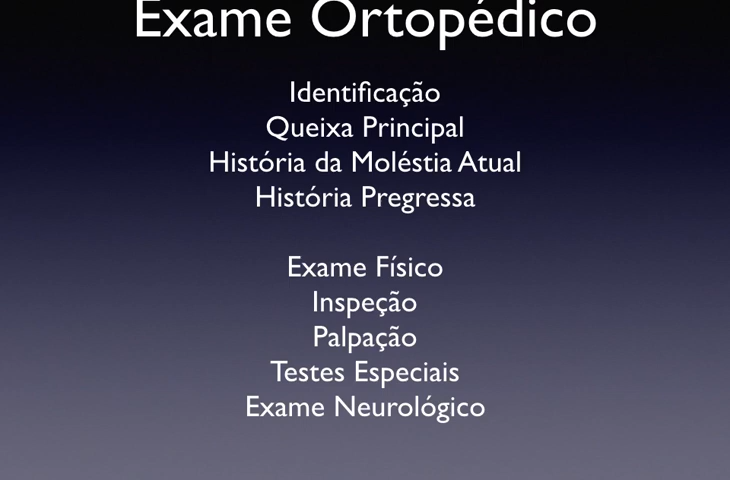 Exame Ortopédico
Identificação
Queixa Principal
História da Moléstia Atual
História Pregressa
Exame Físico
Inspeção
Palpação
Testes Especiais
Exame Neurológico